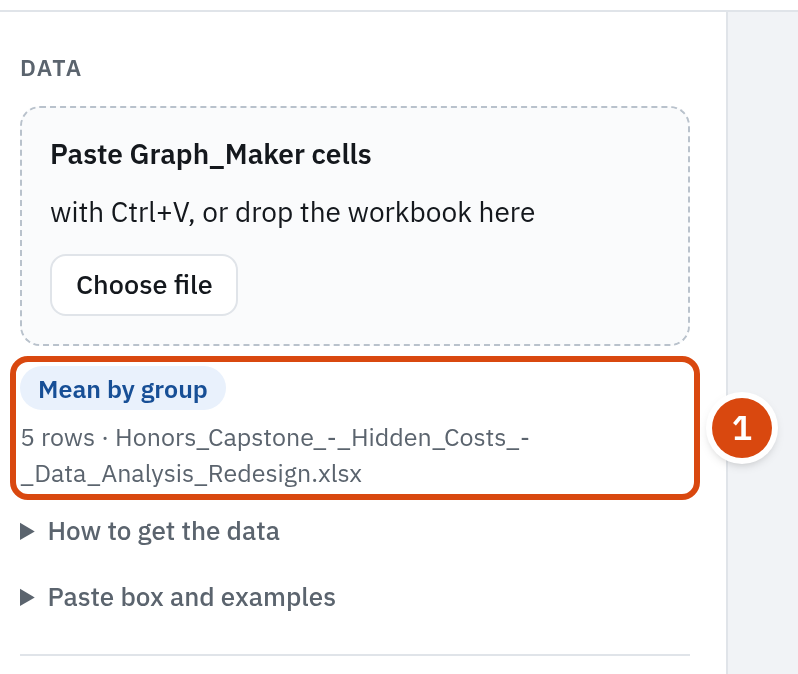 DATA
Paste Graph_Maker cells
with Ctrl+V, or drop the workbook here
Choose file
Mean by group
5 rows · Honors_Capstone_-_Hidden_Costs_-
_Data_Analysis_Redesign.xlsx
1
How to get the data
Paste box and examples